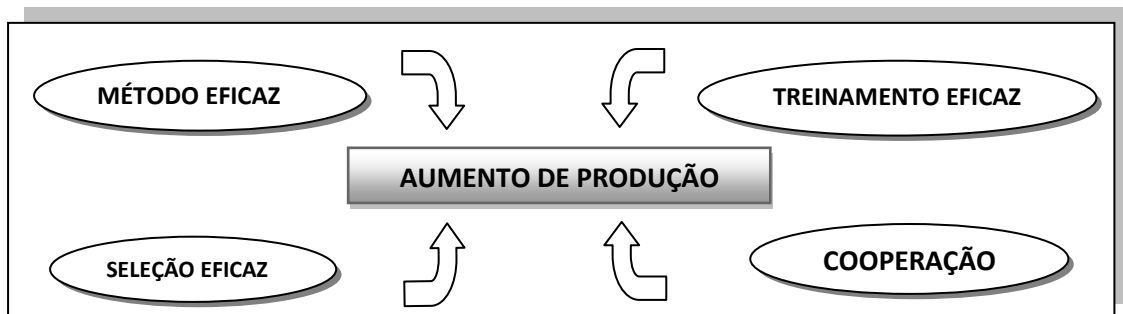 MÉTODO EFICAZ
TREINAMENTO EFICAZ
AUMENTO DE PRODUÇÃO
SELEÇÃO EFICAZ
COOPERAÇÃO